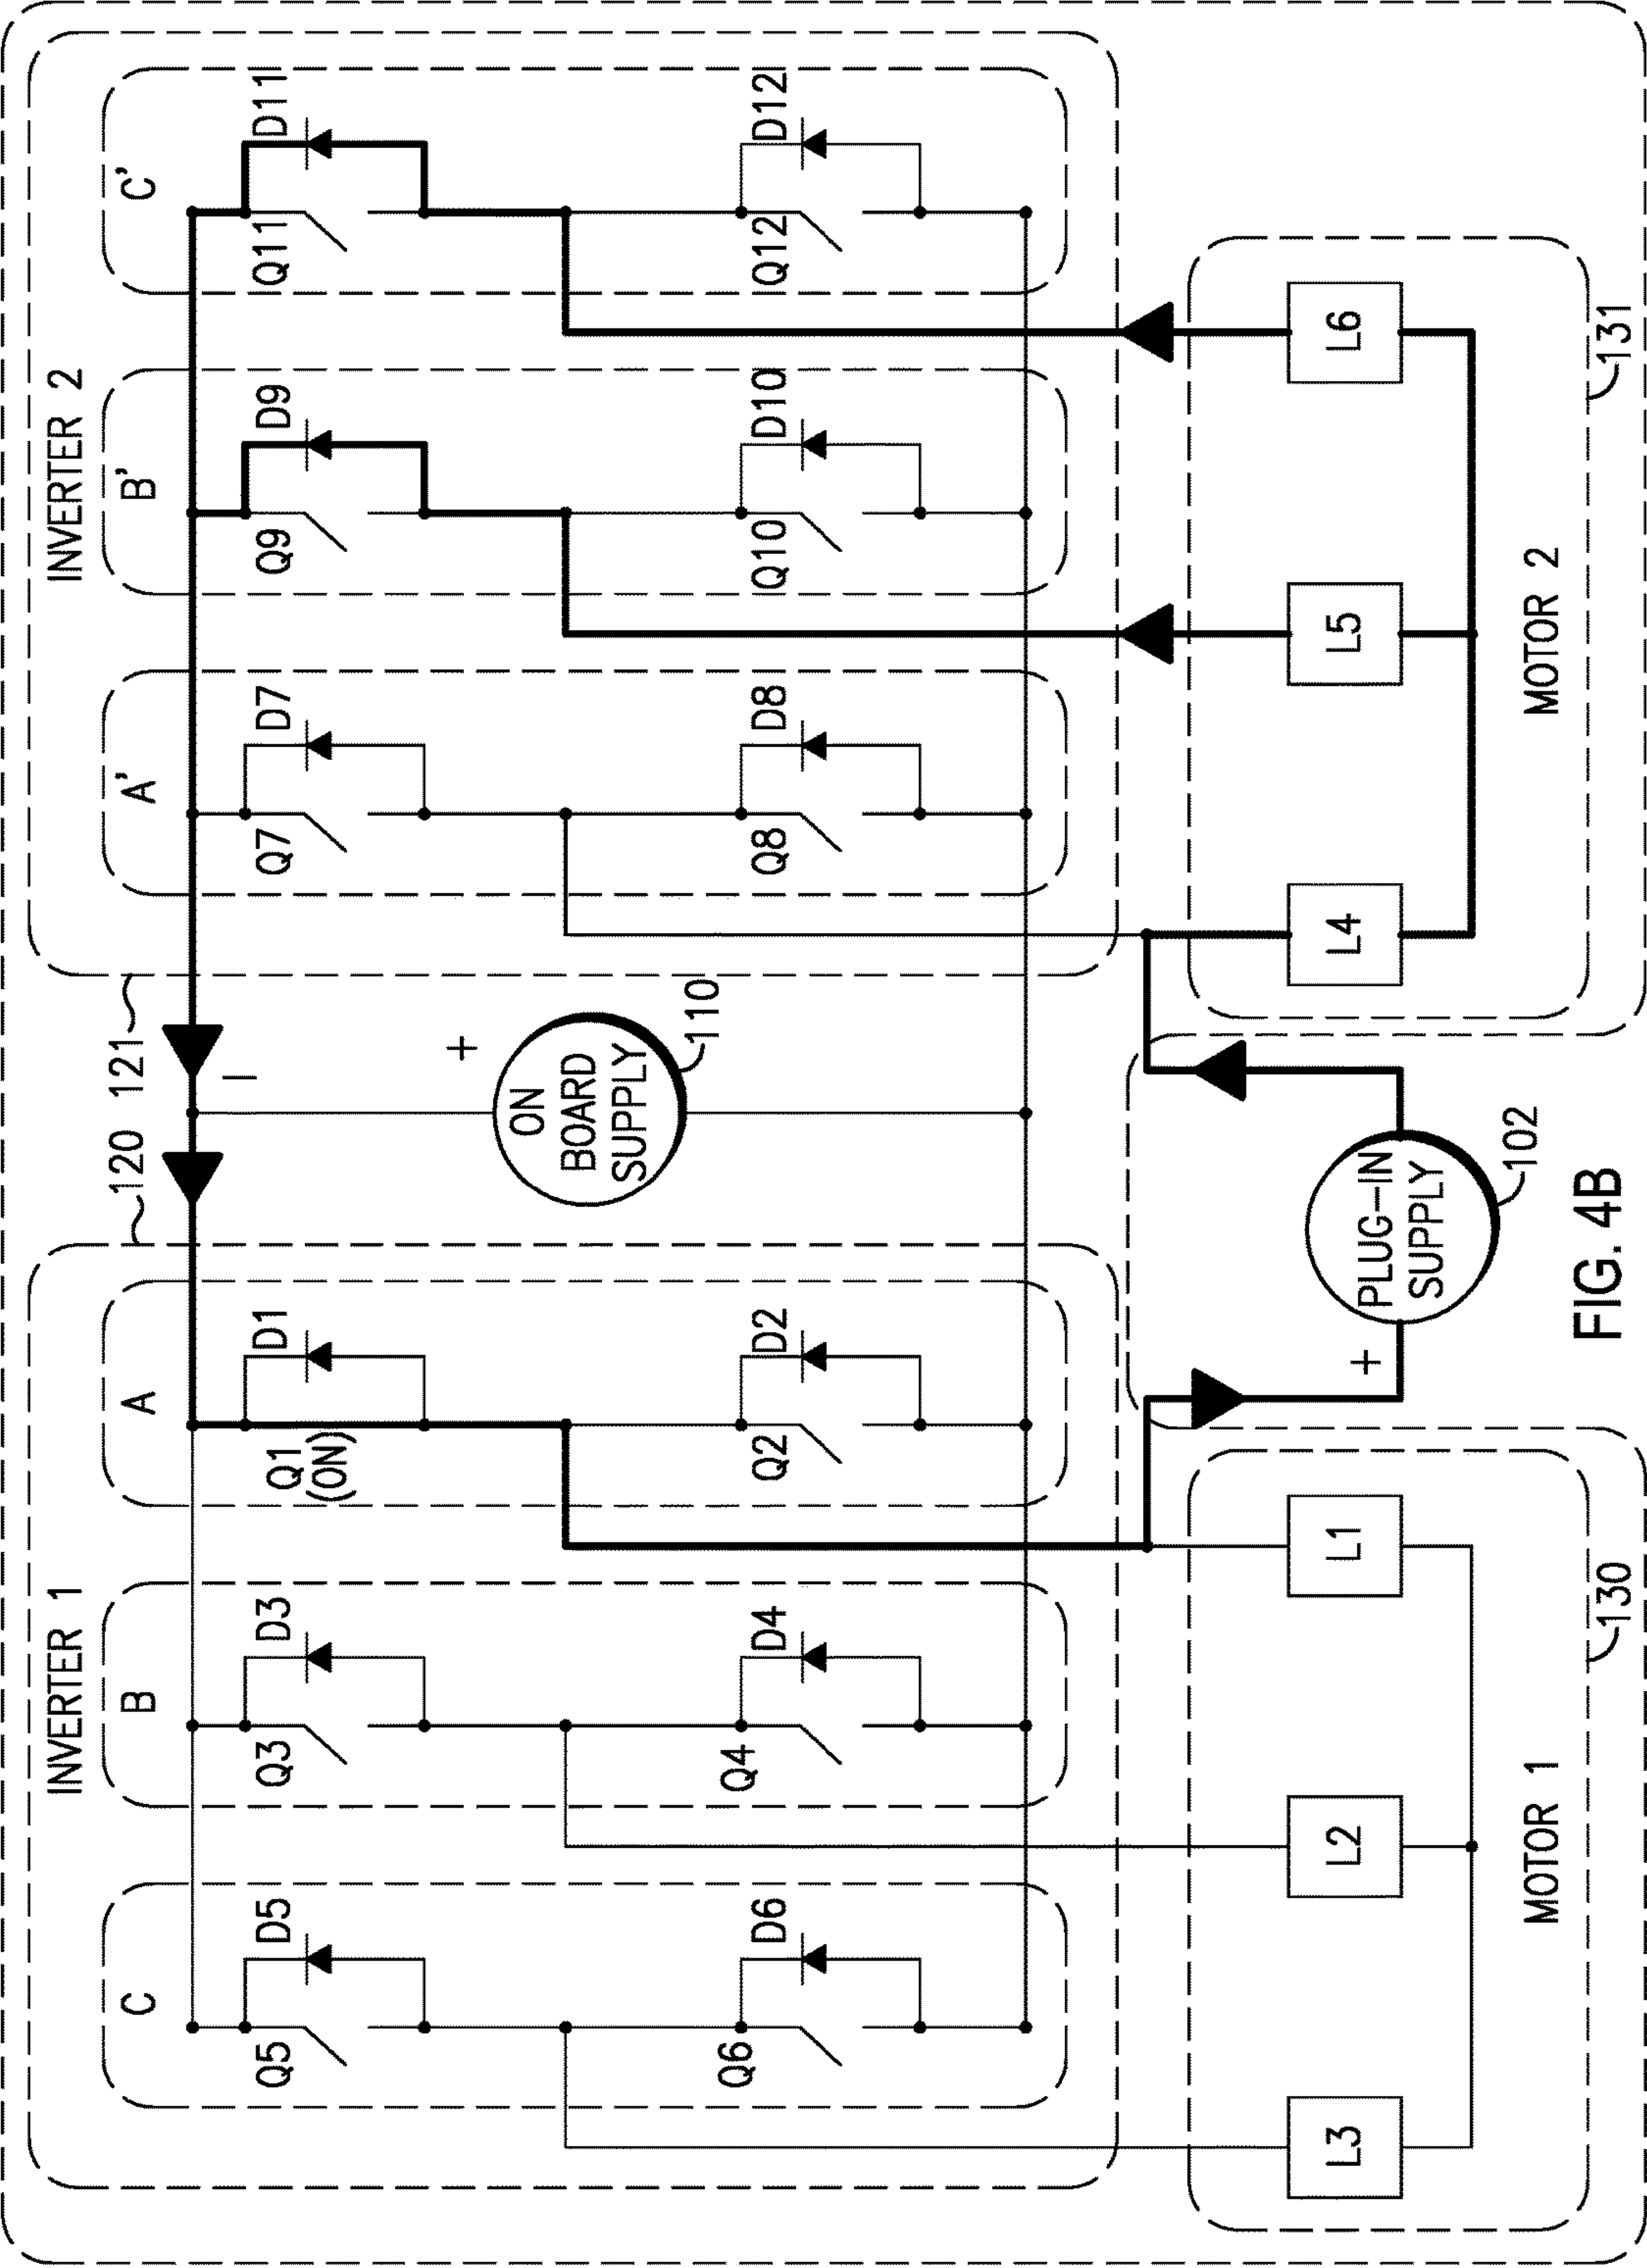 INVERTER 1
INVERTER 2
C
B
A
120
121
A'
B'
C'
Q5
D5
Q3
D3
Q1
(ON)
D1
I
Q7
D7
Q9
D9
Q11
D11
+
ON
BOARD
SUPPLY
110
Q6
D6
Q4
D4
Q2
D2
Q8
D8
Q10
D10
Q12
D12
L3
L2
L1
+
PLUG-IN
SUPPLY
102
L4
L5
L6
MOTOR 1
MOTOR 2
130
131
FIG. 4B